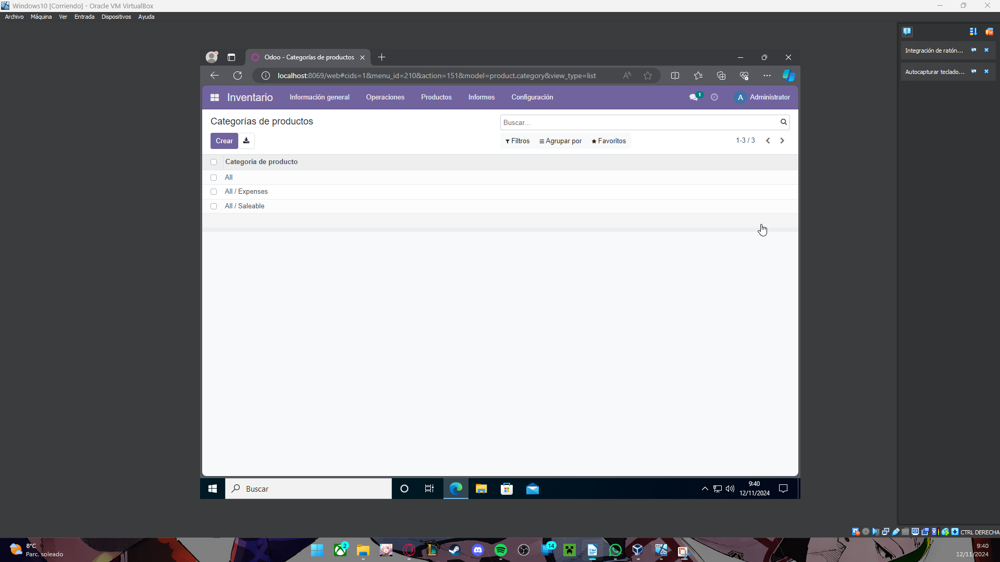 Windows10 [Corriendo] - Oracle VM VirtualBox
Archivo Máquina Ver Entrada Dispositivos Ayuda
Integración de ratón...
Autocapturar teclado...
Odoo - Categorías de productos
localhost:8069/web#cids=1&menu_id=210&action=151&model=product.category&view_type=list
Inventario Información general Operaciones Productos Informes Configuración 1 A Administrator
Categorías de productos
Buscar...
Crear
Filtros Agrupar por Favoritos 1-3 / 3
Categoría de producto
All
All / Expenses
All / Saleable
Buscar
9:40
12/11/2024
CTRL DERECHA
8°C
Parc. soleado
2
14
10
9:40
12/11/2024